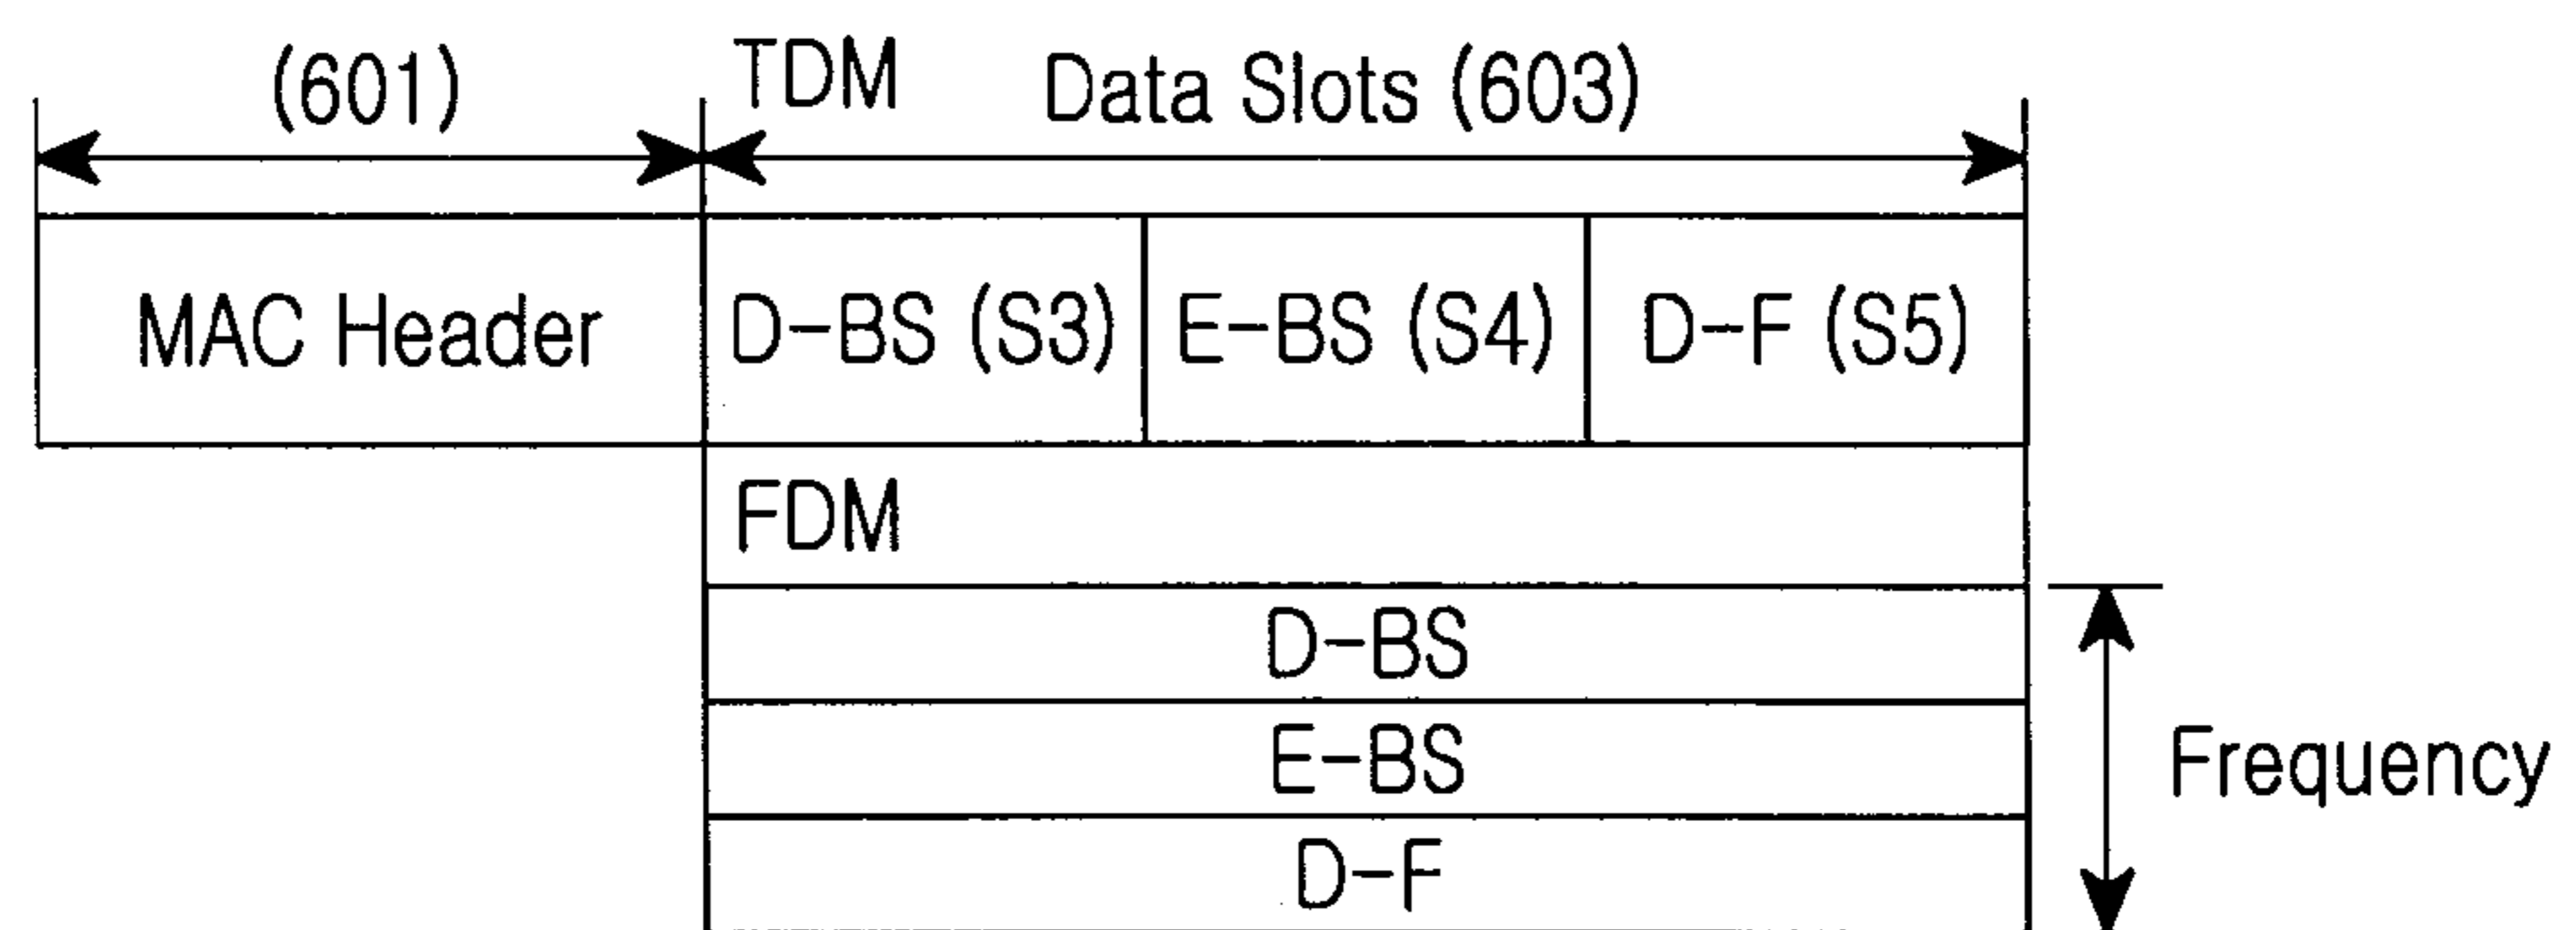 (601) TDM Data Slots (603)
MAC Header D-BS (S3) E-BS (S4) D-F (S5)
FDM
D-BS
E-BS
Frequency
D-F